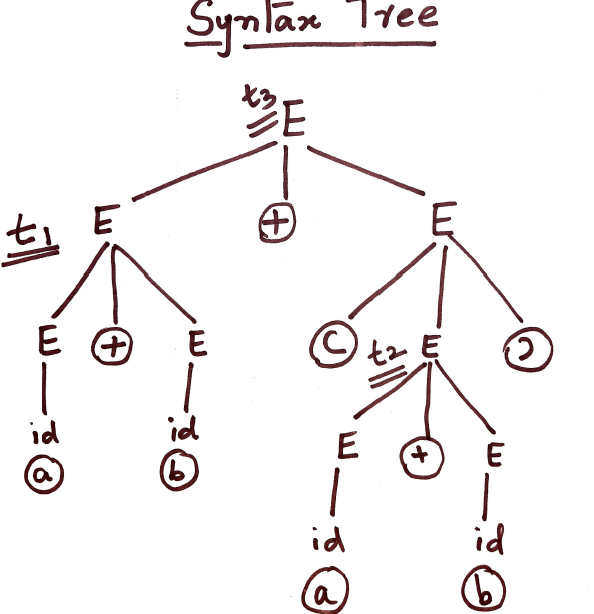 Syntax Tree
t3 E
t1 E + E
E + E ( t2 E )
id id E + E
a b
id id
a b